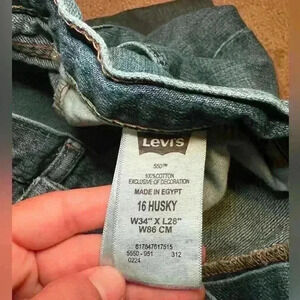 Levi's
550™
100% COTTON
EXCLUSIVE OF DECORATION
MADE IN EGYPT
16 HUSKY
W34" X L28"
W86 CM
617847617515
5550-951 312
0224